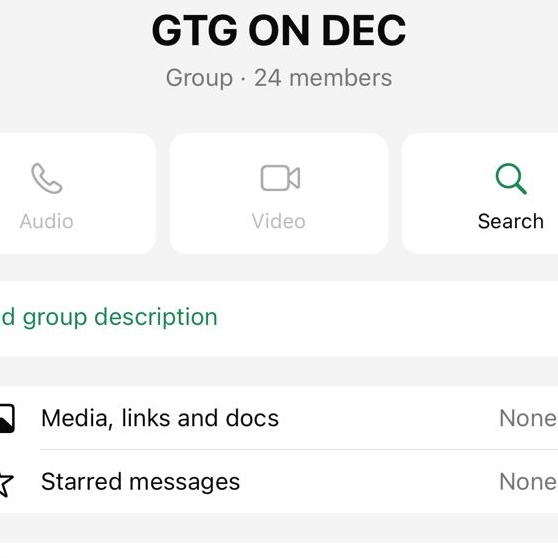 GTG ON DEC
Group · 24 members
Audio
Video
Search
d group description
Media, links and docs
None
Starred messages
None